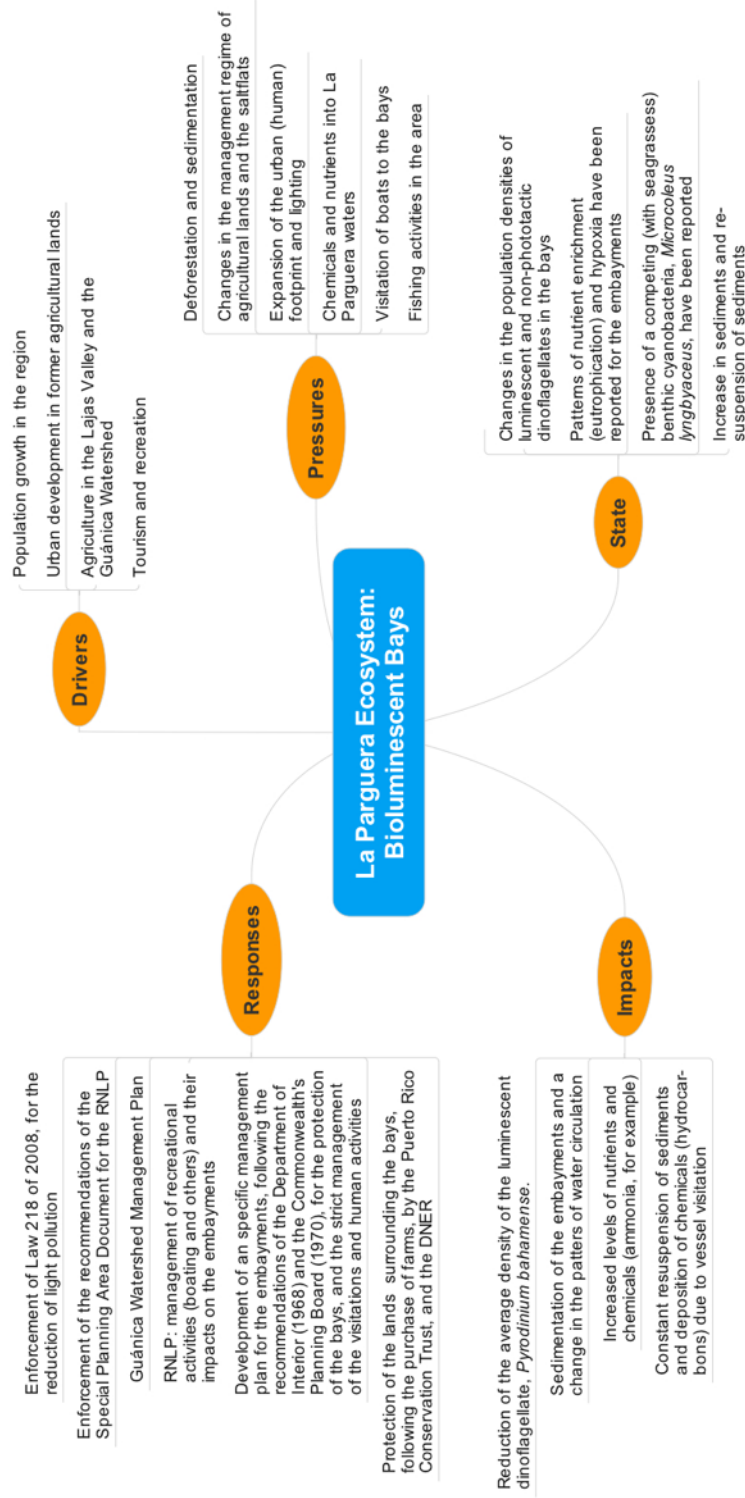 La Parguera Ecosystem:
Bioluminescent Bays
Drivers
Population growth in the region
Urban development in former agricultural lands
Agriculture in the Lajas Valley and the
Guánica Watershed
Tourism and recreation
Pressures
Deforestation and sedimentation
Changes in the management regime of
agricultural lands and the saltflats
Expansion of the urban (human)
footprint and lighting
Chemicals and nutrients into La
Parguera waters
Visitation of boats to the bays
Fishing activities in the area
State
Changes in the population densities of
luminescent and non-phototactic
dinoflagellates in the bays
Patterns of nutrient enrichment
(eutrophication) and hypoxia have been
reported for the embayments
Presence of a competing (with seagrassess)
benthic cyanobacteria, Microcoleus
lyngbyaceus, have been reported
Increase in sediments and re-
suspension of sediments
Impacts
Reduction of the average density of the luminescent
dinoflagellate, Pyrodinium bahamense.
Sedimentation of the embayments and a
change in the patters of water circulation
Increased levels of nutrients and
chemicals (ammonia, for example)
Constant resuspension of sediments
and deposition of chemicals (hydrocar-
bons) due to vessel visitation
Responses
Enforcement of Law 218 of 2008, for the
reduction of light pollution
Enforcement of the recommendations of the
Special Planning Area Document for the RNLP
Guánica Watershed Management Plan
RNLP: management of recreational
activities (boating and others) and their
impacts on the embayments
Development of an specific management
plan for the embayments, following the
recommendations of the Department of
Interior (1968) and the Commonwealth's
Planning Board (1970), for the protection
of the bays, and the strict management
of the visitations and human activities
Protection of the lands surrounding the bays,
following the purchase of farms, by the Puerto Rico
Conservation Trust, and the DNER